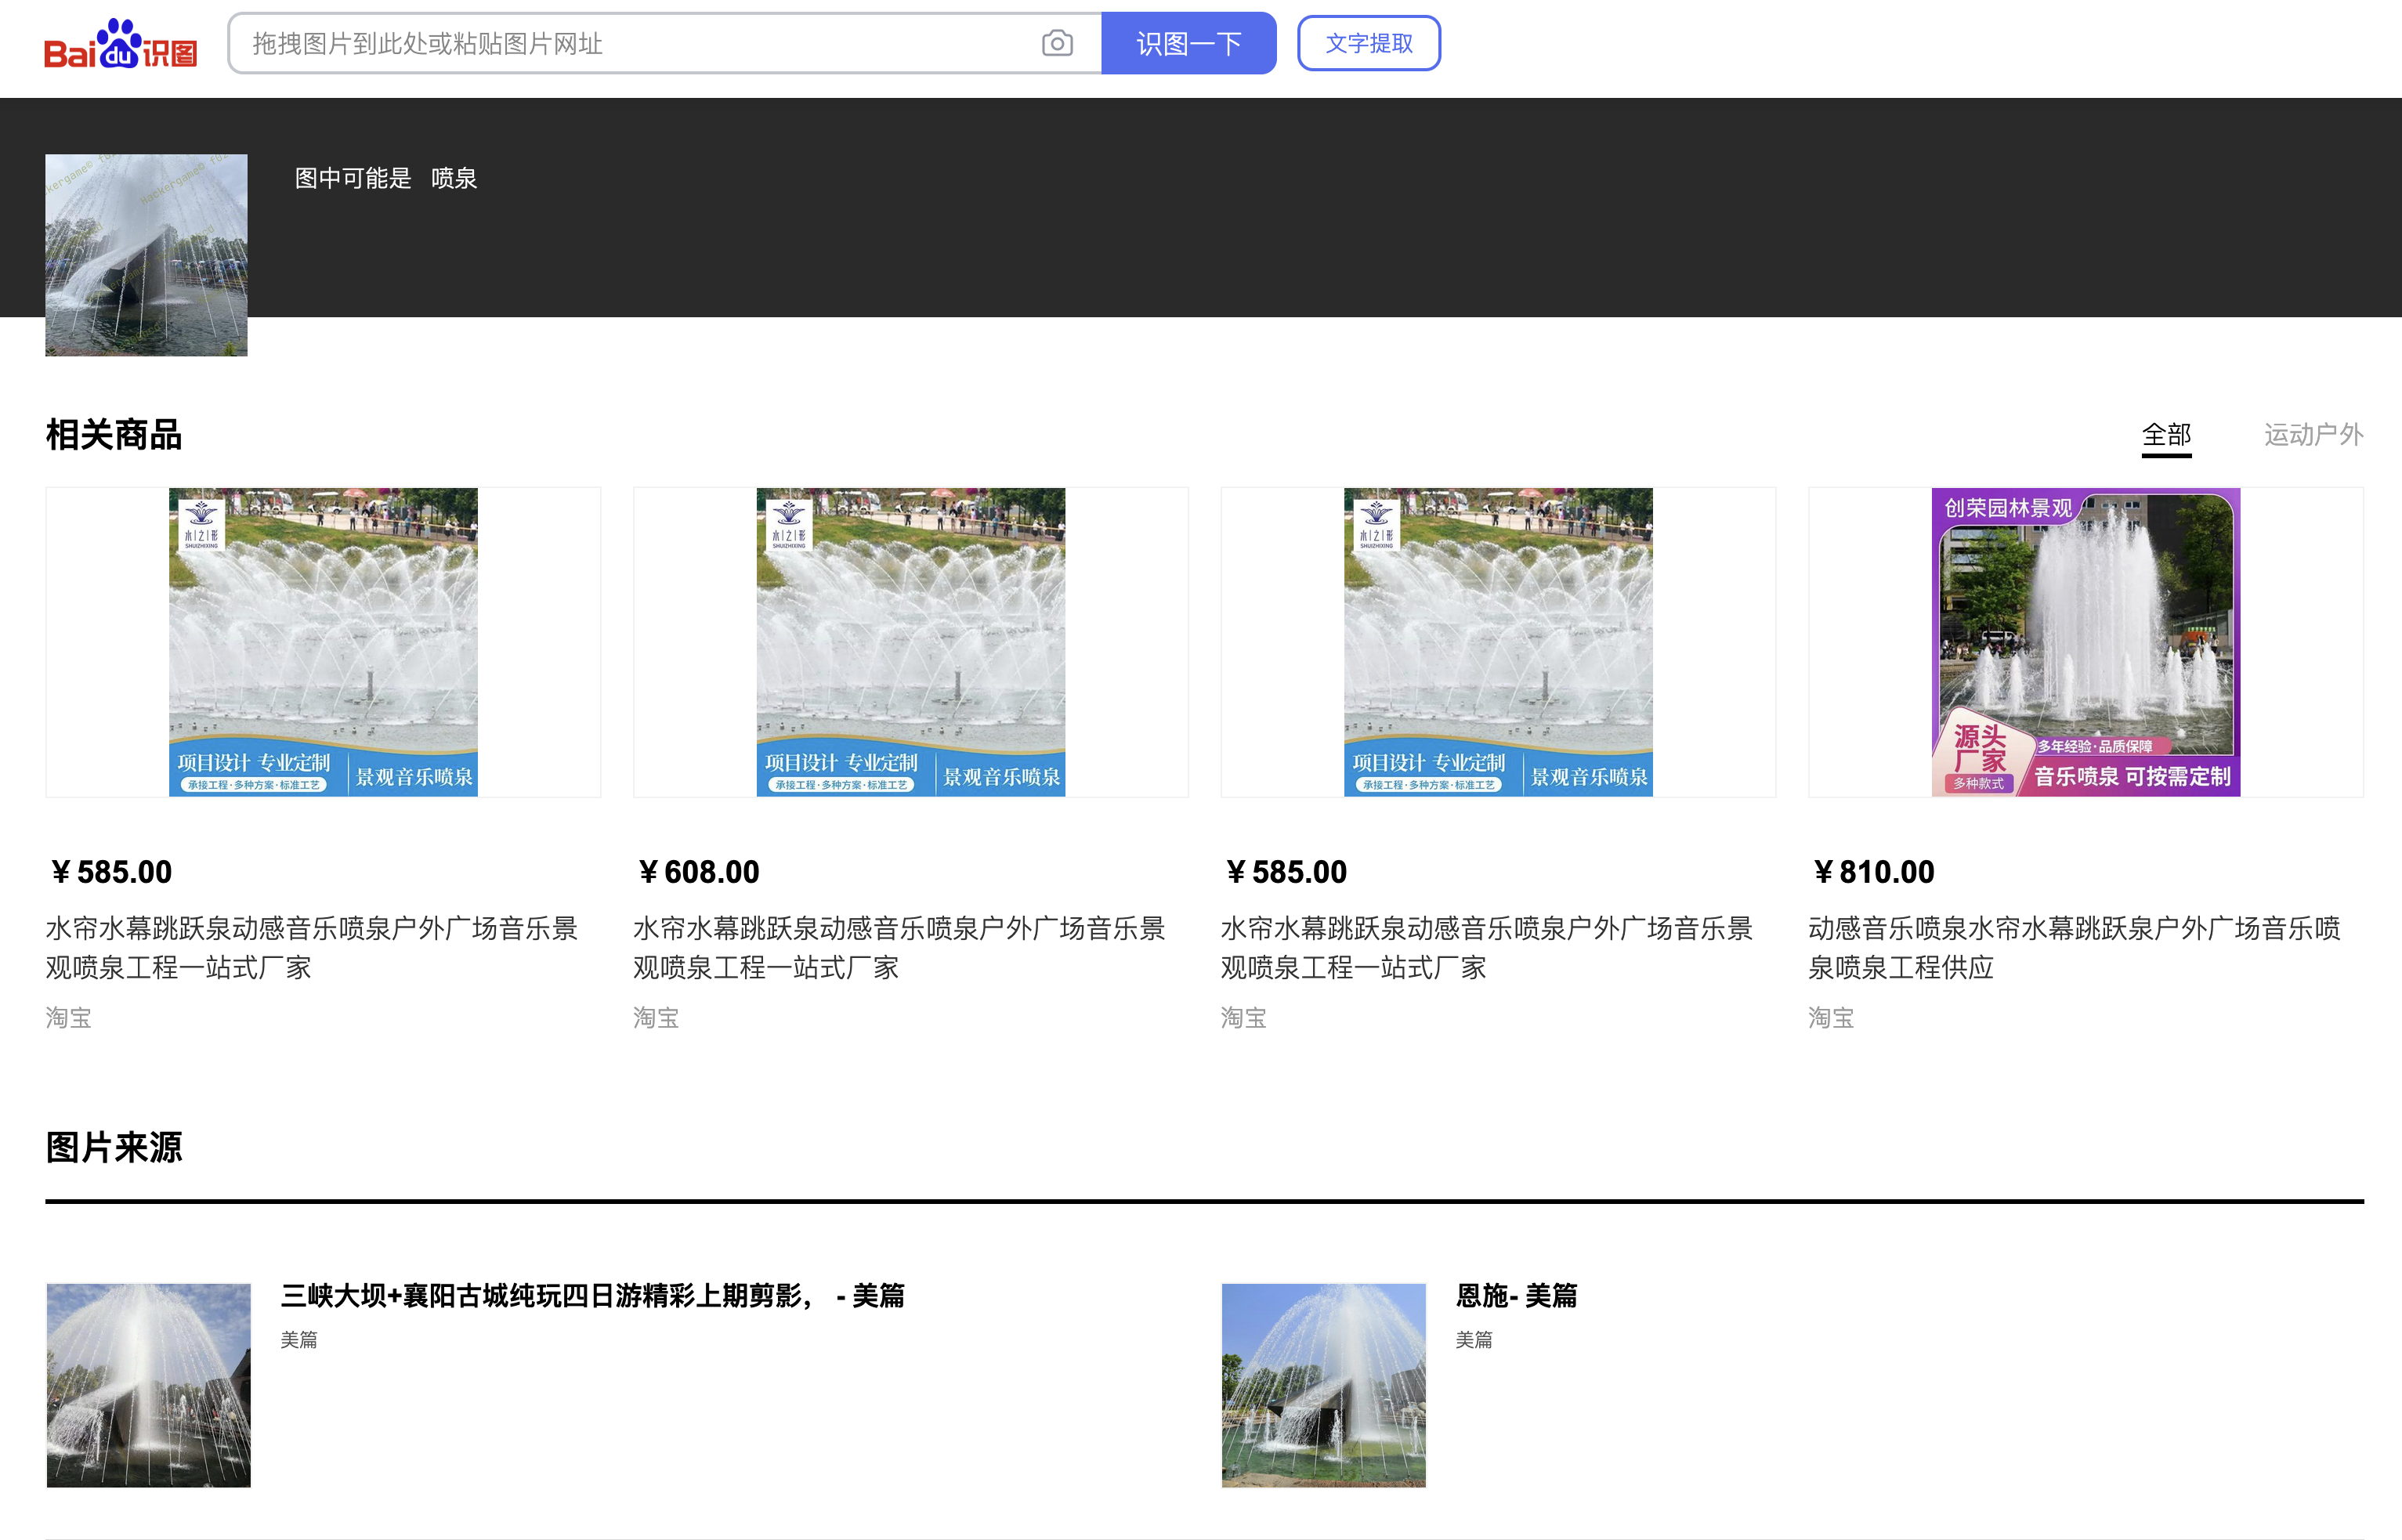 Bai du 识图
拖拽图片到此处或粘贴图片网址
识图一下
文字提取
图中可能是 喷泉
相关商品
全部
运动户外
水之形
SHUIZHIXING
项目设计 专业定制
承接工程·多种方案·标准工艺
景观音乐喷泉
水之形
SHUIZHIXING
项目设计 专业定制
承接工程·多种方案·标准工艺
景观音乐喷泉
水之形
SHUIZHIXING
项目设计 专业定制
承接工程·多种方案·标准工艺
景观音乐喷泉
创荣园林景观
源头
厂家
多种款式
多年经验·品质保障
音乐喷泉 可按需定制
¥585.00
水帘水幕跳跃泉动感音乐喷泉户外广场音乐景
观喷泉工程一站式厂家
淘宝
¥608.00
水帘水幕跳跃泉动感音乐喷泉户外广场音乐景
观喷泉工程一站式厂家
淘宝
¥585.00
水帘水幕跳跃泉动感音乐喷泉户外广场音乐景
观喷泉工程一站式厂家
淘宝
¥810.00
动感音乐喷泉水帘水幕跳跃泉户外广场音乐喷
泉喷泉工程供应
淘宝
图片来源
三峡大坝+襄阳古城纯玩四日游精彩上期剪影， - 美篇
美篇
恩施- 美篇
美篇